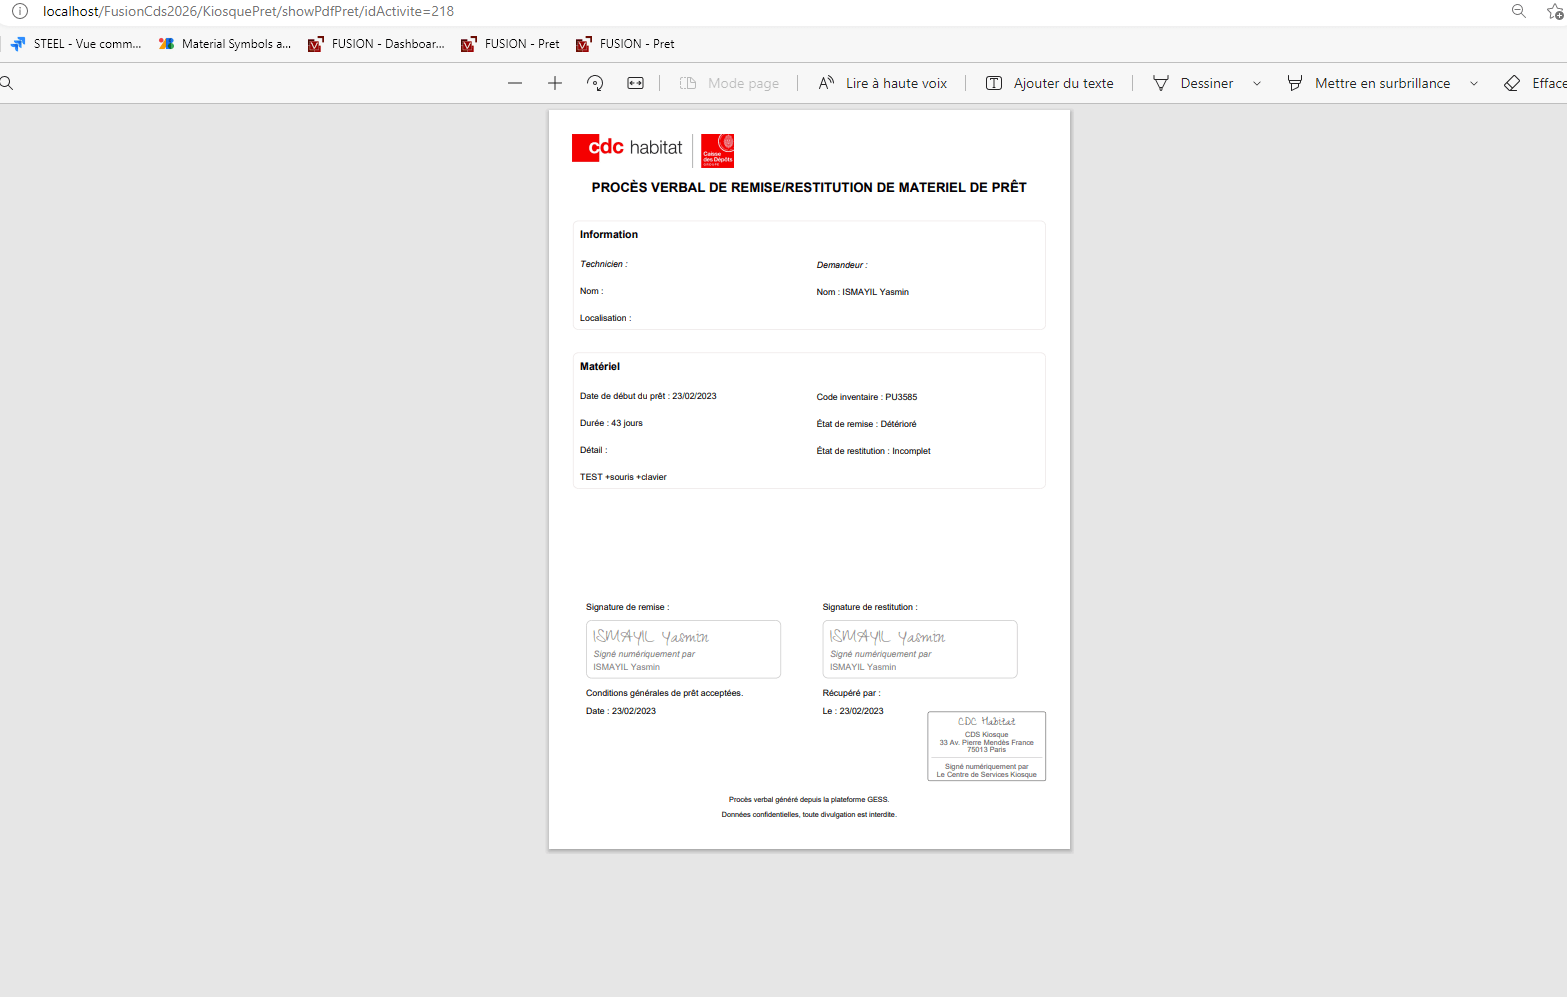 localhost/FusionCds2026/KiosquePret/showPdfPret/idActivite=218
STEEL - Vue comm... Material Symbols a... FUSION - Dashboar... FUSION - Pret FUSION - Pret
Mode page Lire à haute voix Ajouter du texte Dessiner Mettre en surbrillance Efface
cdc habitat Caisse des Dépôts GROUPE
PROCÈS VERBAL DE REMISE/RESTITUTION DE MATERIEL DE PRÊT
Information
Technicien : Demandeur :
Nom : Nom : ISMAYIL Yasmin
Localisation :
Matériel
Date de début du prêt : 23/02/2023 Code inventaire : PU3585
Durée : 43 jours État de remise : Détérioré
Détail : État de restitution : Incomplet
TEST +souris +clavier
Signature de remise : Signature de restitution :
ISMAYIL Yasmin ISMAYIL Yasmin
Signé numériquement par Signé numériquement par
ISMAYIL Yasmin ISMAYIL Yasmin
Conditions générales de prêt acceptées. Récupéré par :
Date : 23/02/2023 Le : 23/02/2023
CDC Habitat
CDS Kiosque
33 Av. Pierre Mendès France
75013 Paris
Signé numériquement par
Le Centre de Services Kiosque
Procès verbal généré depuis la plateforme GESS.
Données confidentielles, toute divulgation est interdite.